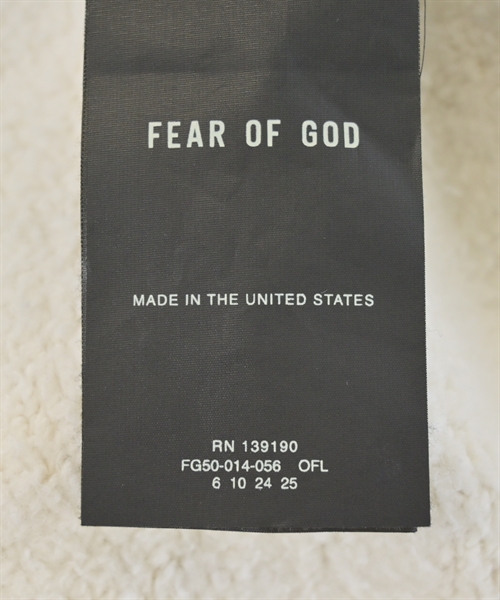 FEAR OF GOD
MADE IN THE UNITED STATES
RN 139190
FG50-014-056 OFL
6 10 24 25